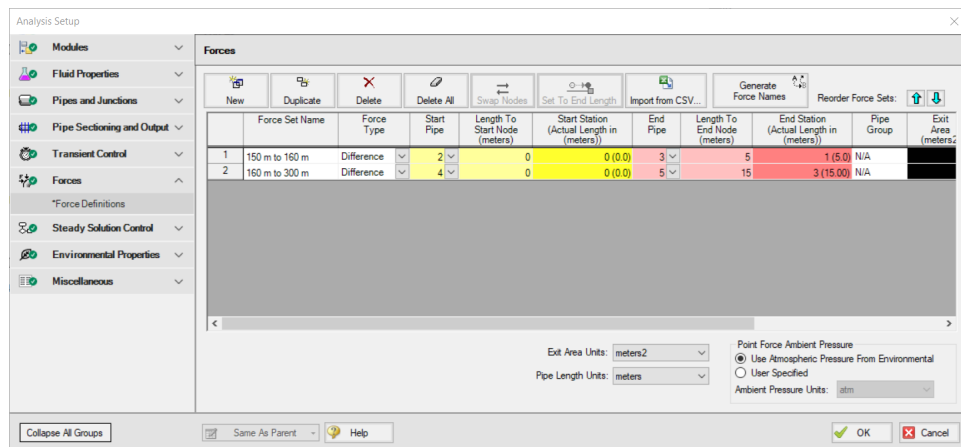 Analysis Setup
Modules
Fluid Properties
Pipes and Junctions
Pipe Sectioning and Output
Transient Control
Forces
*Force Definitions
Steady Solution Control
Environmental Properties
Miscellaneous
Forces
New
Duplicate
Delete
Delete All
Swap Nodes
Set To End Length
Import from CSV...
Generate
Force Names
Reorder Force Sets:
Force Set Name Force Type Start Pipe Length To Start Node (meters) Start Station (Actual Length in (meters)) End Pipe Length To End Node (meters) End Station (Actual Length in (meters)) Pipe Group Exit Area (meters2
1 150 m to 160 m Difference 2 0 0 (0.0) 3 5 1 (5.0) N/A
2 160 m to 300 m Difference 4 0 0 (0.0) 5 15 3 (15.00) N/A
Exit Area Units: meters2
Pipe Length Units: meters
Point Force Ambient Pressure
Use Atmospheric Pressure From Environmental
User Specified
Ambient Pressure Units: atm
Collapse All Groups
Same As Parent
Help
OK
Cancel